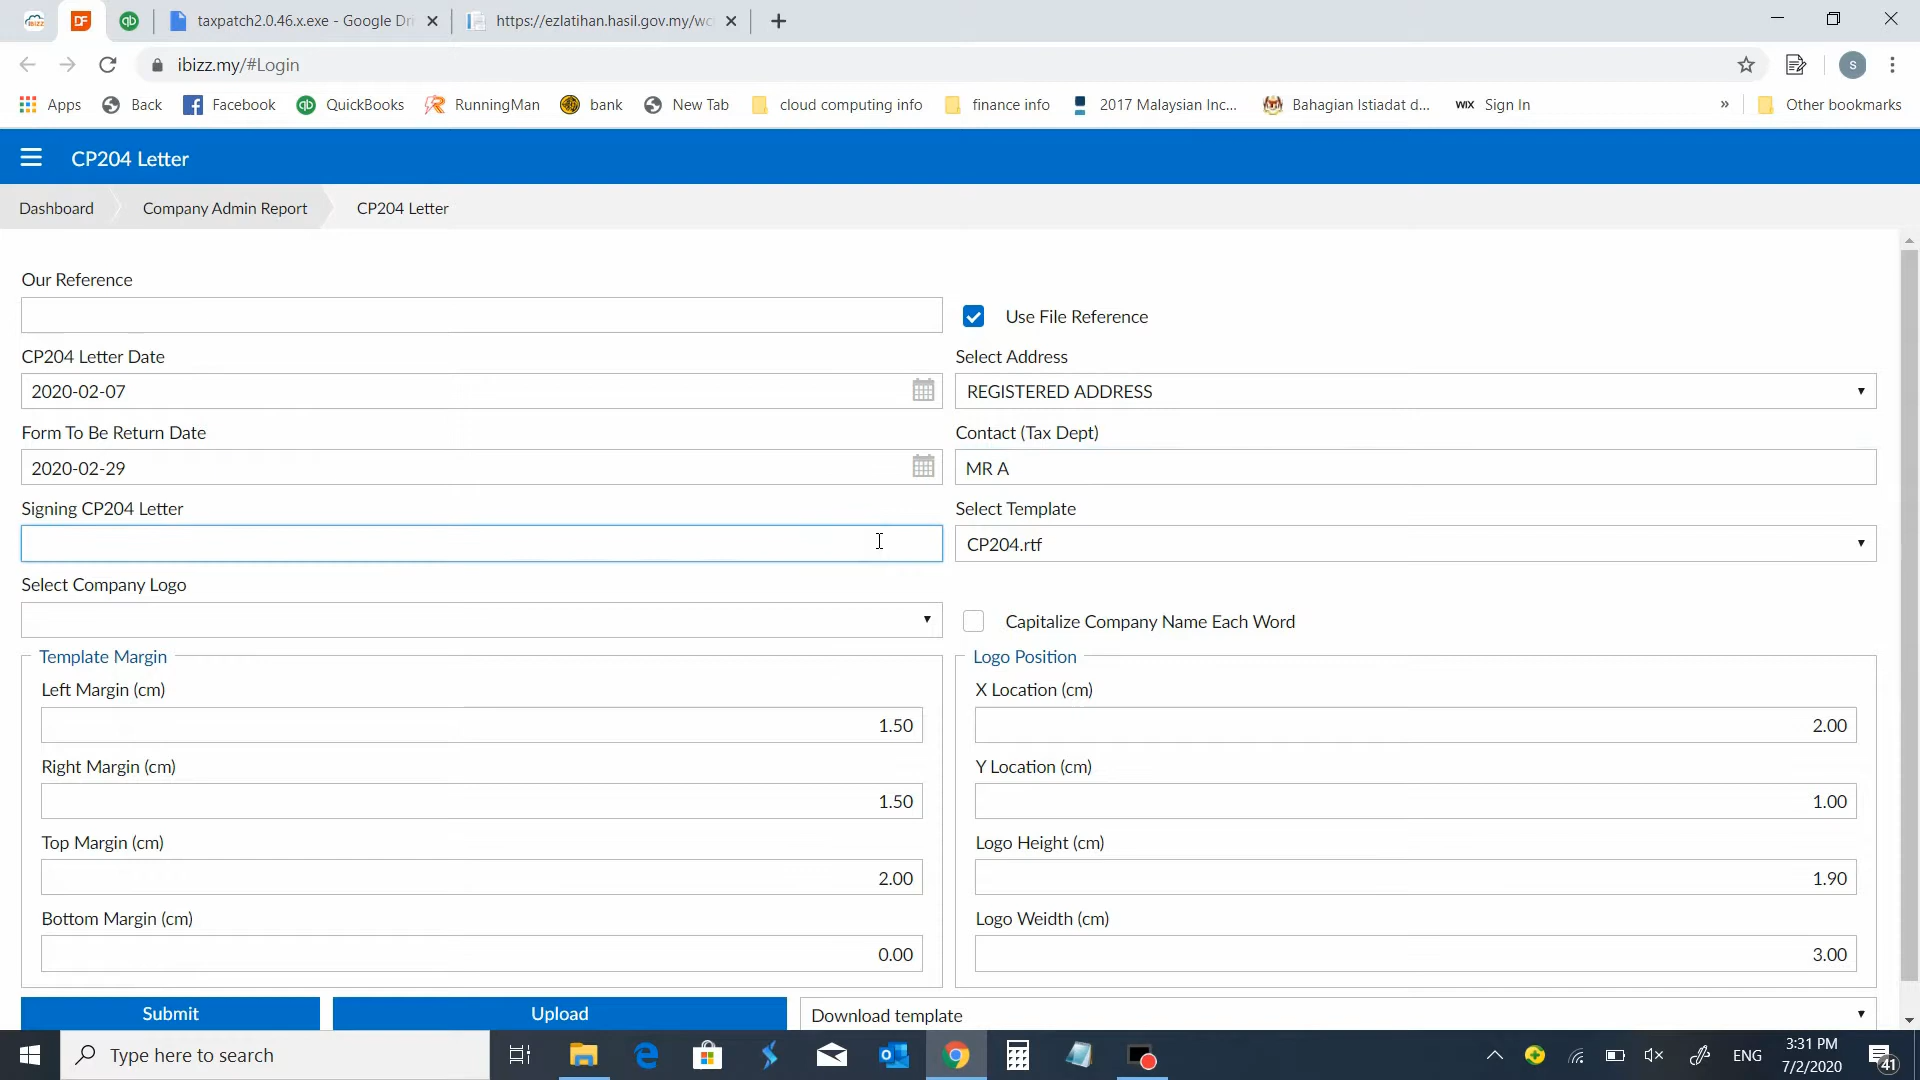 iBIZZ
DF
qb
taxpatch2.0.46.x.exe - Google Dri
https://ezlatihan.hasil.gov.my/wc
ibizz.my/#Login
S
Apps
Back
Facebook
QuickBooks
RunningMan
bank
New Tab
cloud computing info
finance info
2017 Malaysian Inc...
Bahagian Istiadat d...
WIX
Sign In
»
Other bookmarks
CP204 Letter
Dashboard
Company Admin Report
CP204 Letter
Our Reference
Use File Reference
CP204 Letter Date
Select Address
2020-02-07
REGISTERED ADDRESS
Form To Be Return Date
Contact (Tax Dept)
2020-02-29
MR A
Signing CP204 Letter
Select Template
CP204.rtf
Select Company Logo
Capitalize Company Name Each Word
Template Margin
Logo Position
Left Margin (cm)
X Location (cm)
1.50
2.00
Right Margin (cm)
Y Location (cm)
1.50
1.00
Top Margin (cm)
Logo Height (cm)
2.00
1.90
Bottom Margin (cm)
Logo Weidth (cm)
0.00
3.00
Submit
Upload
Download template
Type here to search
ENG
3:31 PM
7/2/2020
41